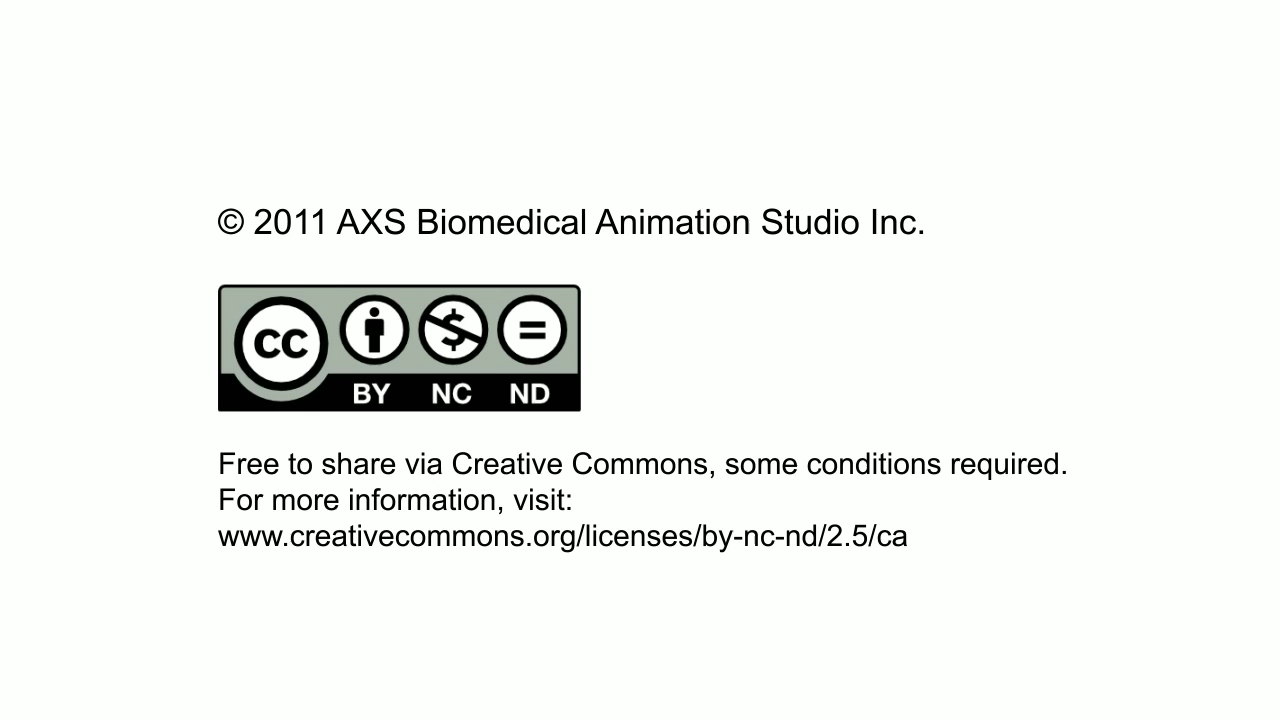 © 2011 AXS Biomedical Animation Studio Inc.
cc
BY NC ND
Free to share via Creative Commons, some conditions required.
For more information, visit:
www.creativecommons.org/licenses/by-nc-nd/2.5/ca